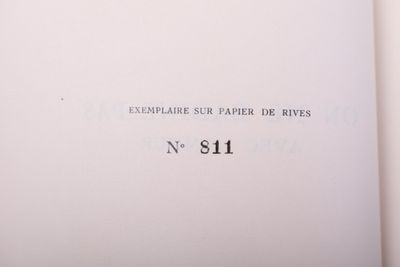 EXEMPLAIRE SUR PAPIER DE RIVES
N° 811